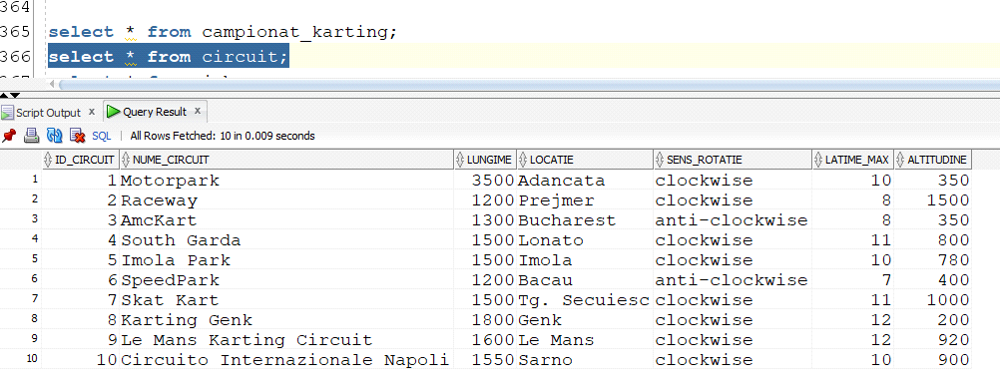 364
365 select * from campionat_karting;
366 select * from circuit;
Script Output x Query Result x
SQL | All Rows Fetched: 10 in 0.009 seconds
ID_CIRCUIT NUME_CIRCUIT LUNGIME LOCATIE SENS_ROTATIE LATIME_MAX ALTITUDINE
1 1 Motorpark 3500 Adancata clockwise 10 350
2 2 Raceway 1200 Prejmer clockwise 8 1500
3 3 AmcKart 1300 Bucharest anti-clockwise 8 350
4 4 South Garda 1500 Lonato clockwise 11 800
5 5 Imola Park 1500 Imola clockwise 10 780
6 6 SpeedPark 1200 Bacau anti-clockwise 7 400
7 7 Skat Kart 1500 Tg. Secuiesc clockwise 11 1000
8 8 Karting Genk 1800 Genk clockwise 12 200
9 9 Le Mans Karting Circuit 1600 Le Mans clockwise 12 920
10 10 Circuito Internazionale Napoli 1550 Sarno clockwise 10 900